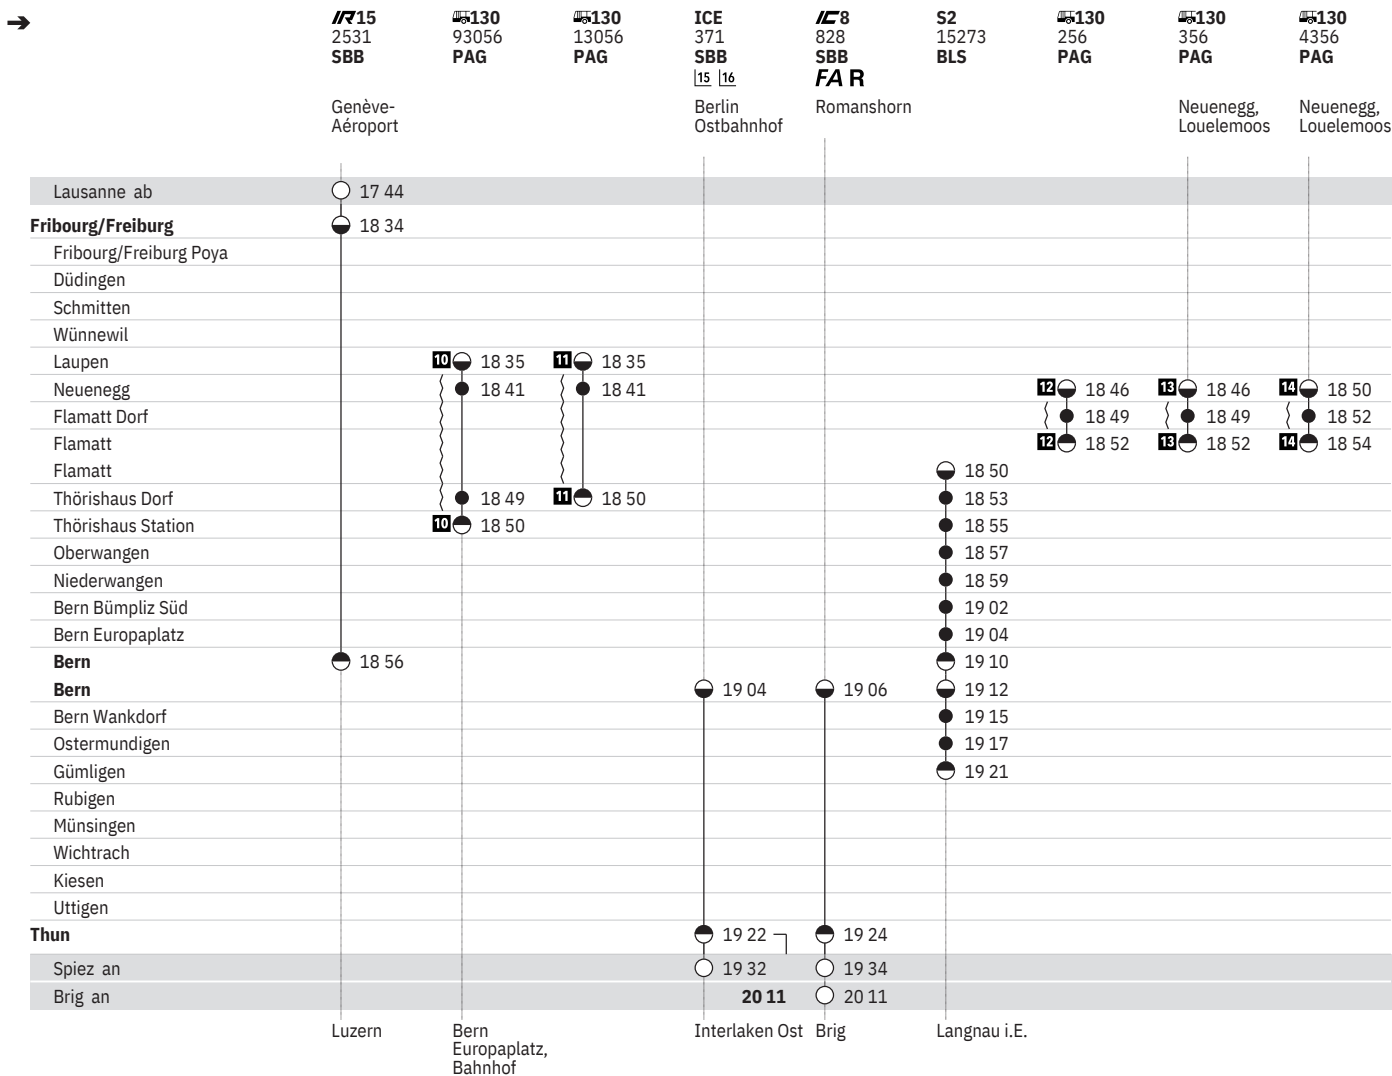 ➔ IR15 130 130 ICE IC8 S2 130 130 130
2531 93056 13056 371 828 15273 256 356 4356
SBB PAG PAG SBB SBB BLS PAG PAG PAG
15 16 FA R
Genève- Berlin Romanshorn Neuenegg, Neuenegg,
Aéroport Ostbahnhof Louelemoos Louelemoos
Lausanne ab 17 44
Fribourg/Freiburg 18 34
Fribourg/Freiburg Poya
Düdingen
Schmitten
Wünnewil
Laupen 10 18 35 11 18 35
Neuenegg 18 41 18 41 12 18 46 13 18 46 14 18 50
Flamatt Dorf 18 49 18 49 18 52
Flamatt 12 18 52 13 18 52 14 18 54
Flamatt 18 50
Thörishaus Dorf 18 49 11 18 50 18 53
Thörishaus Station 10 18 50 18 55
Oberwangen 18 57
Niederwangen 18 59
Bern Bümpliz Süd 19 02
Bern Europaplatz 19 04
Bern 18 56 19 10
Bern 19 04 19 06 19 12
Bern Wankdorf 19 15
Ostermundigen 19 17
Gümligen 19 21
Rubigen
Münsingen
Wichtrach
Kiesen
Uttigen
Thun 19 22 19 24
Spiez an 19 32 19 34
Brig an 20 11 20 11
Luzern Bern Interlaken Ost Brig Langnau i.E.
Europaplatz,
Bahnhof